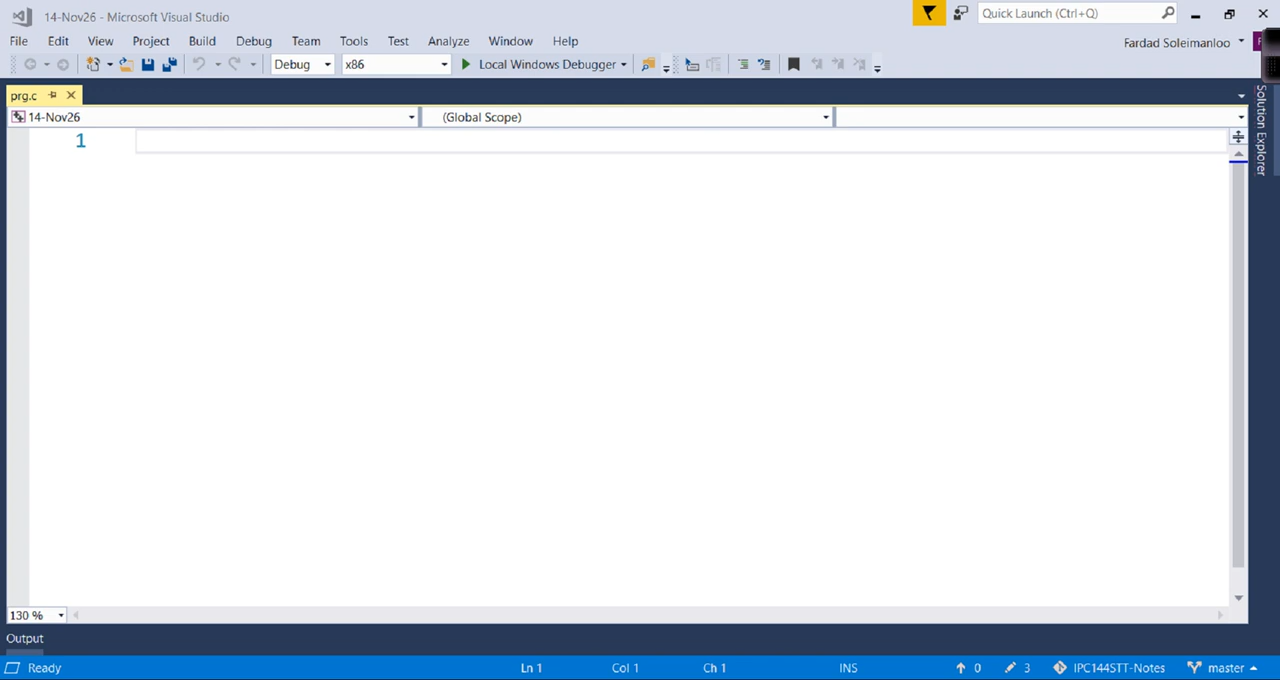 14-Nov26 - Microsoft Visual Studio
Quick Launch (Ctrl+Q)
File Edit View Project Build Debug Team Tools Test Analyze Window Help
Fardad Soleimanloo
Debug x86 Local Windows Debugger
prg.c
14-Nov26 (Global Scope)
1
Solution Explorer
130 %
Output
Ready Ln 1 Col 1 Ch 1 INS 0 3 IPC144STT-Notes master